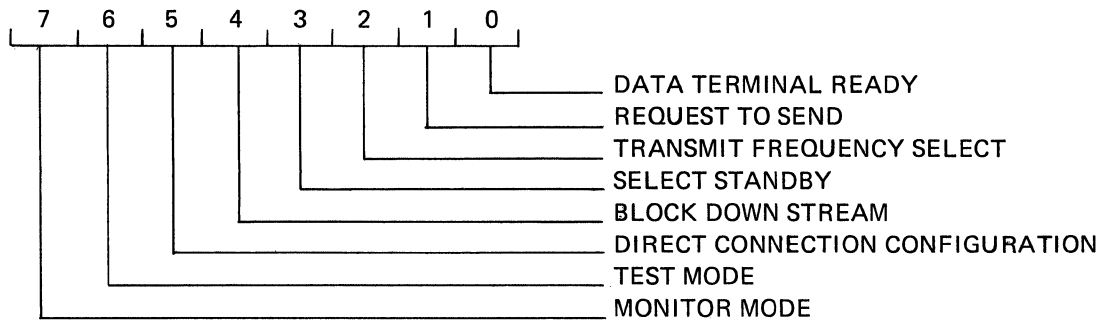 7 6 5 4 3 2 1 0
DATA TERMINAL READY
REQUEST TO SEND
TRANSMIT FREQUENCY SELECT
SELECT STANDBY
BLOCK DOWN STREAM
DIRECT CONNECTION CONFIGURATION
TEST MODE
MONITOR MODE